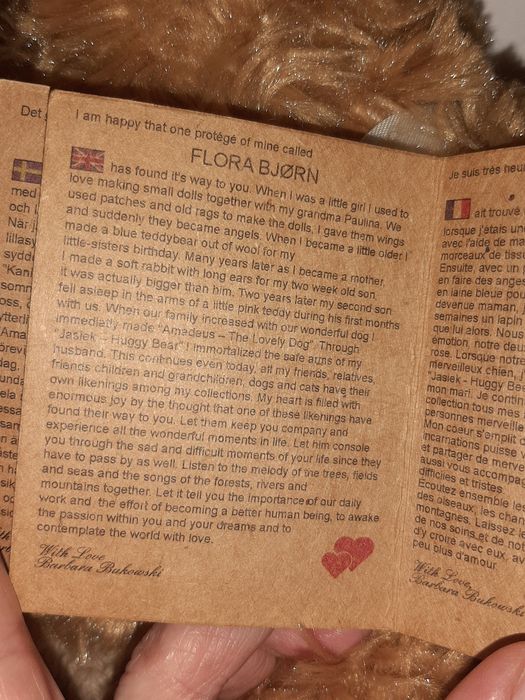 Det
med
och
När j
lillasy
sydd
"Kan
som
oss,
ytterli
"Ama
dag.
I am happy that one protégé of mine called
FLORA BJØRN
has found it's way to you. When I was a little girl I used to
love making small dolls together with my grandma Paulina. We
used patches and old rags to make the dolls, I gave them wings
and suddenly they became angels. When I became a little older I
made a blue teddybear out of wool for my
little-sisters birthday. Many years later as I became a mother,
I made a soft rabbit with long ears for my two week old son,
it was actually bigger than him. Two years later my second son
fell asleep in the arms of a little pink teddy during his first months
with us. When our family increased with our wonderful dog I
immedietly made "Amadeus – The Lovely Dog". Through
"Jasiek - Huggy Bear" I immortalized the safe arms of my
husband. This continues even today, all my friends, relatives,
friends children and grandchildren, dogs and cats have their
own likenings among my collections. My heart is filled with
enormous joy by the thought that one of these likenings have
found their way to you. Let them keep you company and
experience all the wonderful moments in life. Let him console
you through the sad and difficult moments of your life since they
have to pass by as well. Listen to the melody of the trees, fields
and seas and the songs of the forests, rivers and
mountains together. Let it tell you the importance of our daily
work and the effort of becoming a better human being, to awake
the passion within you and your dreams and to
contemplate the world with love.
With Love
Barbara Bukowski
Je suis très heu
ait trouvé
lorsque j'étais une
avec l'aide de ma
morceaux de tissu
Ensuite, avec un
en faire des anges
en laine bleue pou
devenue maman, j
semaines un lapin
que lui alors. Nous
émotion, notre deu
rose. Lorsque notre
merveilleux chien, j
"Jasiek - Huggy Bea
mon mari. Je contin
collection tous mes
personnes merveille
Mon coeur s'emplit d
incarnations puisse v
et partager de merve
aussi vous accompag
difficiles et tristes
Ecoutez ensemble les
des oiseaux, les chan
montagnes. Laissez le
de nos soins et de nos
d'y croire avec eux, av
peu plus d'amour.
With Love,
Barbara Bukowski